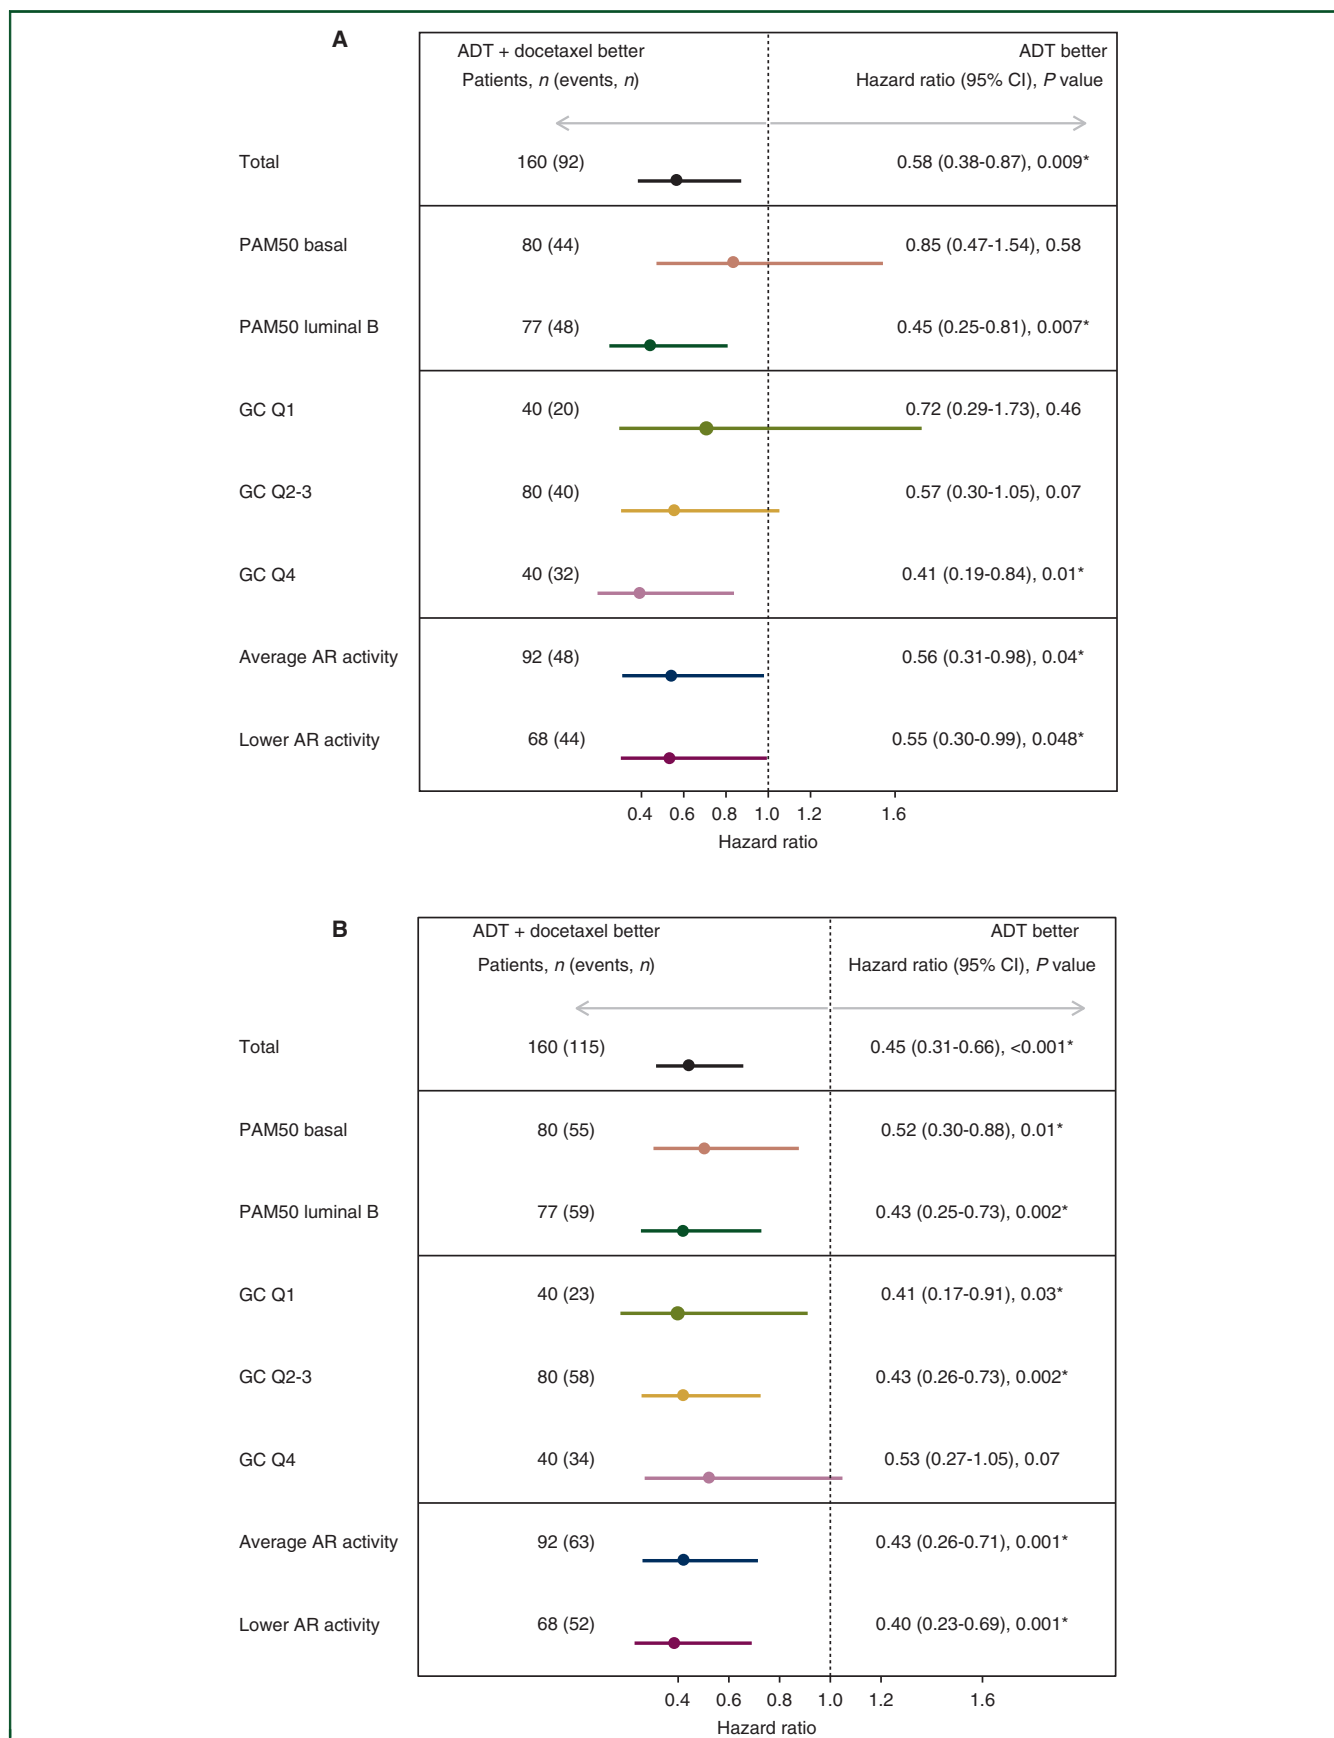 A
ADT + docetaxel better ADT better
Patients, n (events, n) Hazard ratio (95% CI), P value
Total 160 (92) 0.58 (0.38-0.87), 0.009*
PAM50 basal 80 (44) 0.85 (0.47-1.54), 0.58
PAM50 luminal B 77 (48) 0.45 (0.25-0.81), 0.007*
GC Q1 40 (20) 0.72 (0.29-1.73), 0.46
GC Q2-3 80 (40) 0.57 (0.30-1.05), 0.07
GC Q4 40 (32) 0.41 (0.19-0.84), 0.01*
Average AR activity 92 (48) 0.56 (0.31-0.98), 0.04*
Lower AR activity 68 (44) 0.55 (0.30-0.99), 0.048*
0.4 0.6 0.8 1.0 1.2 1.6
Hazard ratio
B
ADT + docetaxel better ADT better
Patients, n (events, n) Hazard ratio (95% CI), P value
Total 160 (115) 0.45 (0.31-0.66), <0.001*
PAM50 basal 80 (55) 0.52 (0.30-0.88), 0.01*
PAM50 luminal B 77 (59) 0.43 (0.25-0.73), 0.002*
GC Q1 40 (23) 0.41 (0.17-0.91), 0.03*
GC Q2-3 80 (58) 0.43 (0.26-0.73), 0.002*
GC Q4 40 (34) 0.53 (0.27-1.05), 0.07
Average AR activity 92 (63) 0.43 (0.26-0.71), 0.001*
Lower AR activity 68 (52) 0.40 (0.23-0.69), 0.001*
0.4 0.6 0.8 1.0 1.2 1.6
Hazard ratio